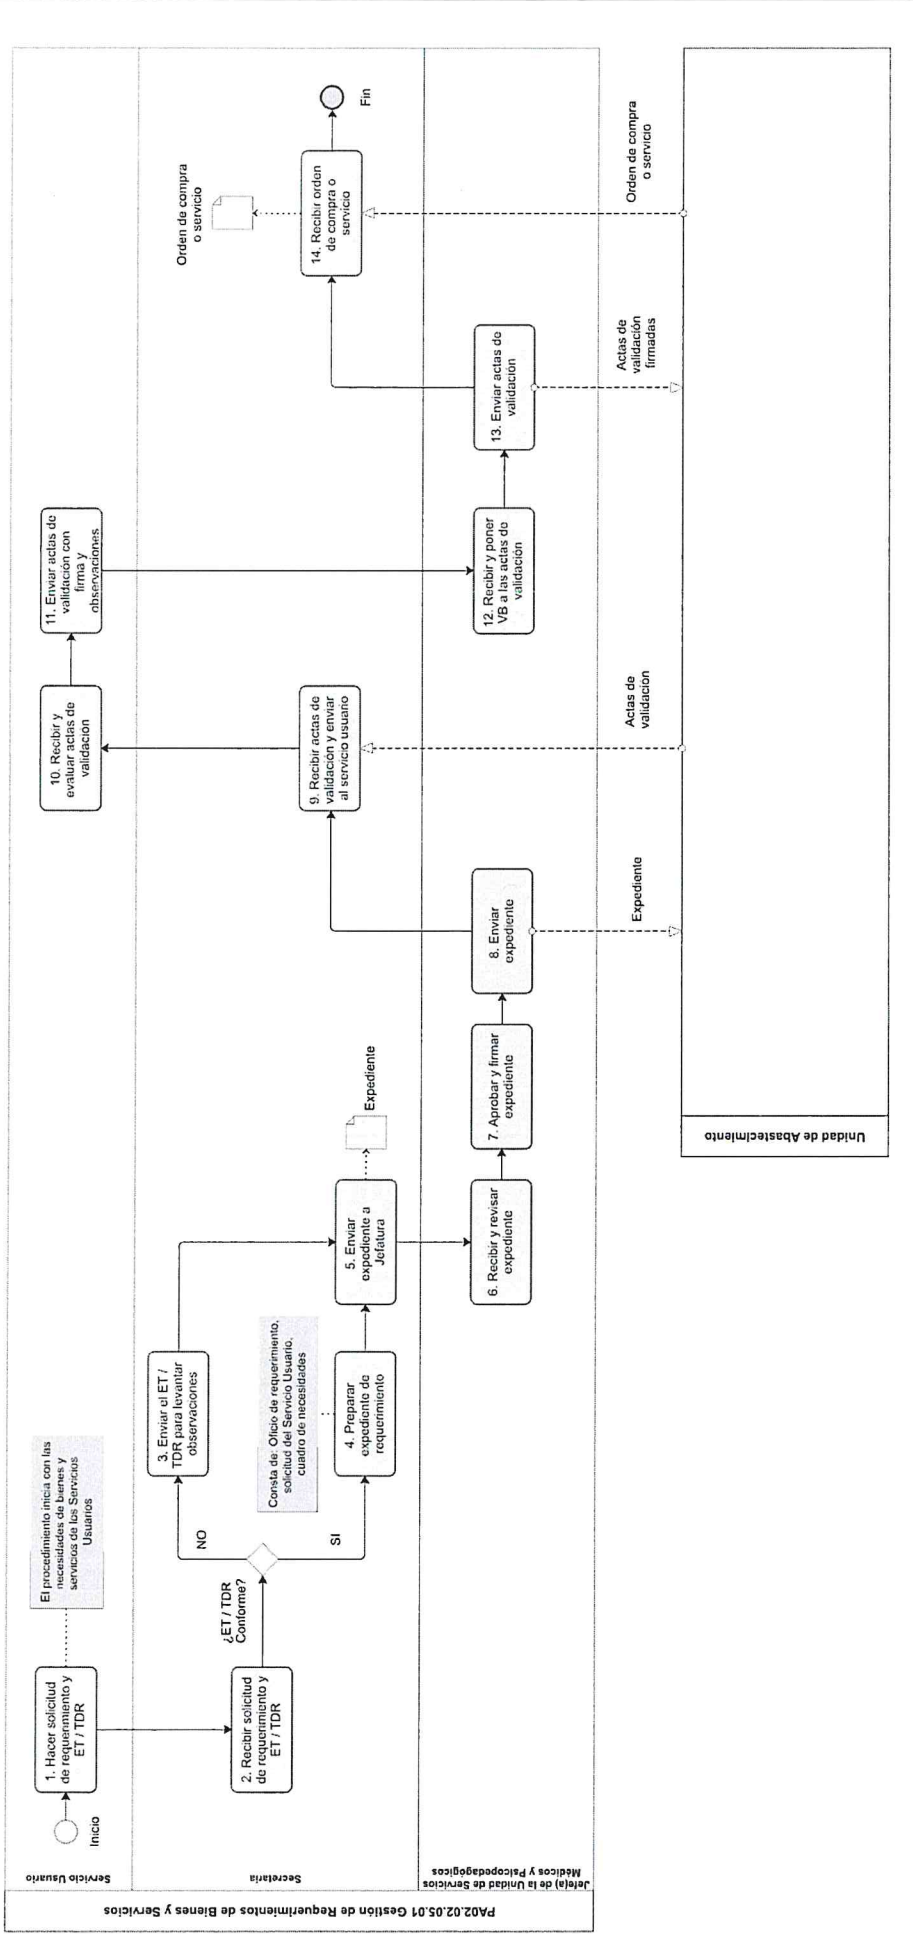 PA02.02.05.01 Gestión de Requerimientos de Bienes y Servicios
Servicio Usuario
Secretaria
Jefe(a) de la Unidad de Servicios
Médicos y Psicopedagógicos
Inicio
1. Hacer solicitud
de requerimiento y
ET / TDR
El procedimiento inicia con las
necesidades de bienes y
servicios de los Servicios
Usuarios
2. Recibir solicitud
de requerimiento y
ET / TDR
¿ET / TDR
Conforme?
NO
SI
3. Enviar el ET /
TDR para levantar
observaciones
Consta de: Oficio de requerimiento,
solicitud del Servicio Usuario,
cuadro de necesidades
4. Preparar
expediente de
requerimiento
5. Enviar
expediente a
Jefatura
Expediente
6. Recibir y revisar
expediente
7. Aprobar y firmar
expediente
8. Enviar
expediente
Expediente
9. Recibir actas de
validación y enviar
al servicio usuario
Actas de
validación
10. Recibir y
evaluar actas de
validación
11. Enviar actas de
validación con
firma y
observaciones
12. Recibir y poner
VB a las actas de
validación
13. Enviar actas de
validación
Actas de
validación
firmadas
14. Recibir orden
de compra o
servicio
Orden de compra
o servicio
Orden de compra
o servicio
Fin
Unidad de Abastecimiento